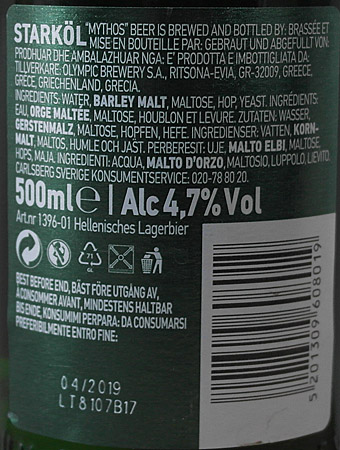 STARKÖL "MYTHOS" BEER IS BREWED AND BOTTLED BY: BRASSÉE ET
MISE EN BOUTEILLE PAR: GEBRAUT UND ABGEFÜLLT VON:
PRODHUAR DHE AMBALAZHUAR NGA: E' PRODOTTA E IMBOTTIGLIATA DA:
TILLVERKARE: OLYMPIC BREWERY S.A., RITSONA-EVIA, GR-32009, GREECE,
GRÈCE, GRIECHENLAND, GRECIA.
INGREDIENTS: WATER, BARLEY MALT, MALTOSE, HOP, YEAST. INGRÉDIENTS:
EAU, ORGE MALTÉE, MALTOSE, HOUBLON ET LEVURE. ZUTATEN: WASSER,
GERSTENMALZ, MALTOSE, HOPFEN, HEFE. INGREDIENSER: VATTEN, KORN-
MALT, MALTOS, HUMLE OCH JÄST. PERBERESIT: UJE, MALTO ELBI, MALTOSE,
HOPS, MAJA. INGREDIENTI: ACQUA, MALTO D'ORZO, MALTOSIO, LUPPOLO, LIEVITO.
CARLSBERG SVERIGE KONSUMENTSERVICE: 020-78 80 20.
500ml e | Alc 4,7% Vol
Art.nr 1396-01 Hellenisches Lagerbier
BEST BEFORE END, BÄST FÖRE UTGÅNG AV,
A CONSOMMER AVANT, MINDESTENS HALTBAR
BIS ENDE, KONSUMIMI PERPARA: DA CONSUMARSI
PREFERIBILMENTE ENTRO FINE:
04/2019
LT8107B17
5 201309 608019